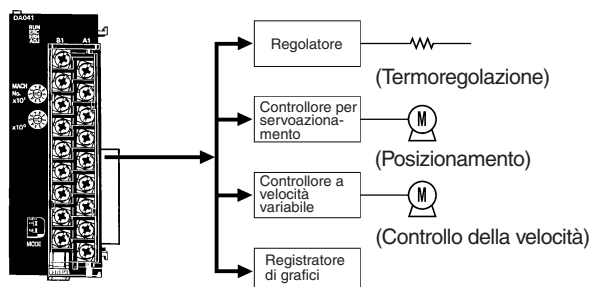 DA041
RUN
ERC
ERH
ADJ
B1 A1
MACH
No.
x10¹
x10⁰
MODE
Regolatore
(Termoregolazione)
Controllore per
servoaziona-
mento
M
(Posizionamento)
Controllore a
velocità
variabile
M
(Controllo della velocità)
Registratore
di grafici